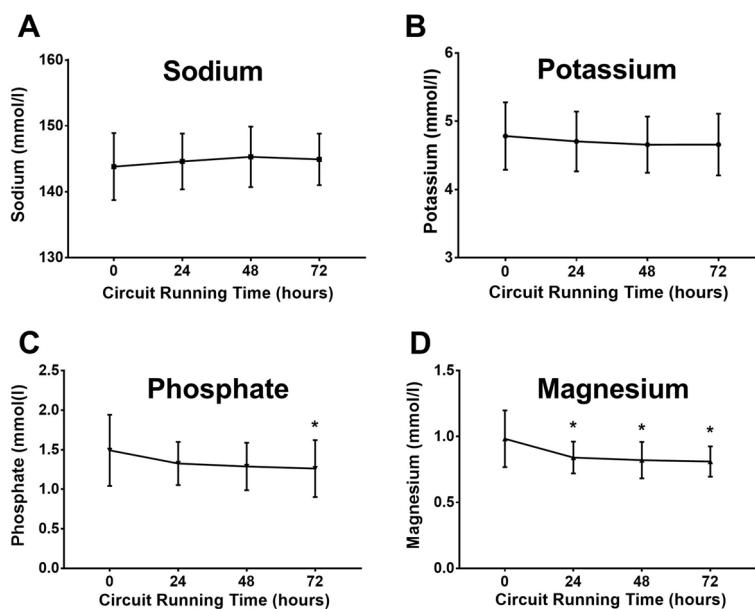 A
Sodium
Sodium (mmol/l)
160
150
140
130
0 24 48 72
Circuit Running Time (hours)
B
Potassium
Potassium (mmol/l)
6
5
4
3
0 24 48 72
Circuit Running Time (hours)
C
Phosphate
Phosphate (mmol(l)
2.5
2.0
1.5
1.0
0.5
0.0
*
0 24 48 72
Circuit Running Time (hours)
D
Magnesium
Magnesium (mmol/l)
1.5
1.0
0.5
0.0
* * *
0 24 48 72
Circuit Running Time (hours)